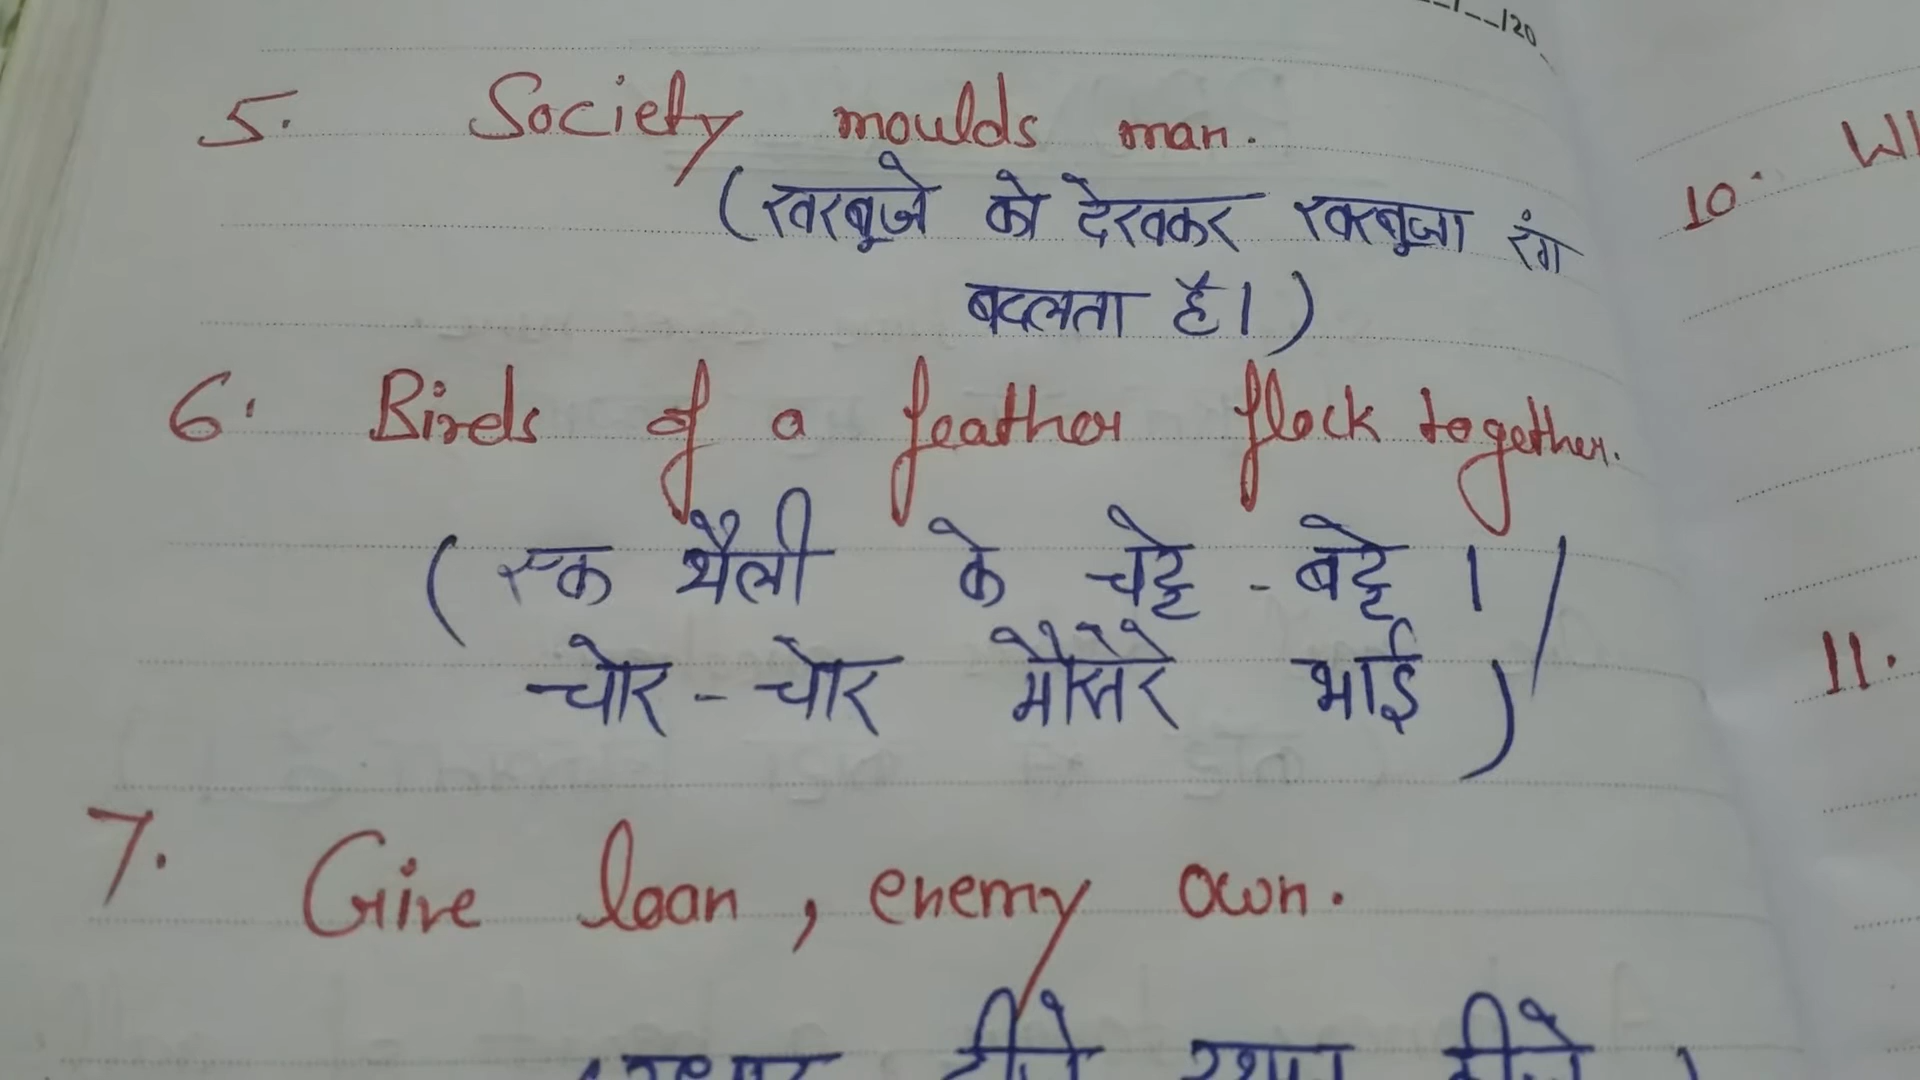 5. Society moulds man.
(खरबूजे को देखकर खरबूजा रंग
बदलता है।)
6. Birds of a feather flock together.
(एक थैली के चट्टे - बट्टे । /
चोर - चोर मौसेरे भाई )
7. Give loan, enemy own.
दीजे दीजे ।
10.
11.